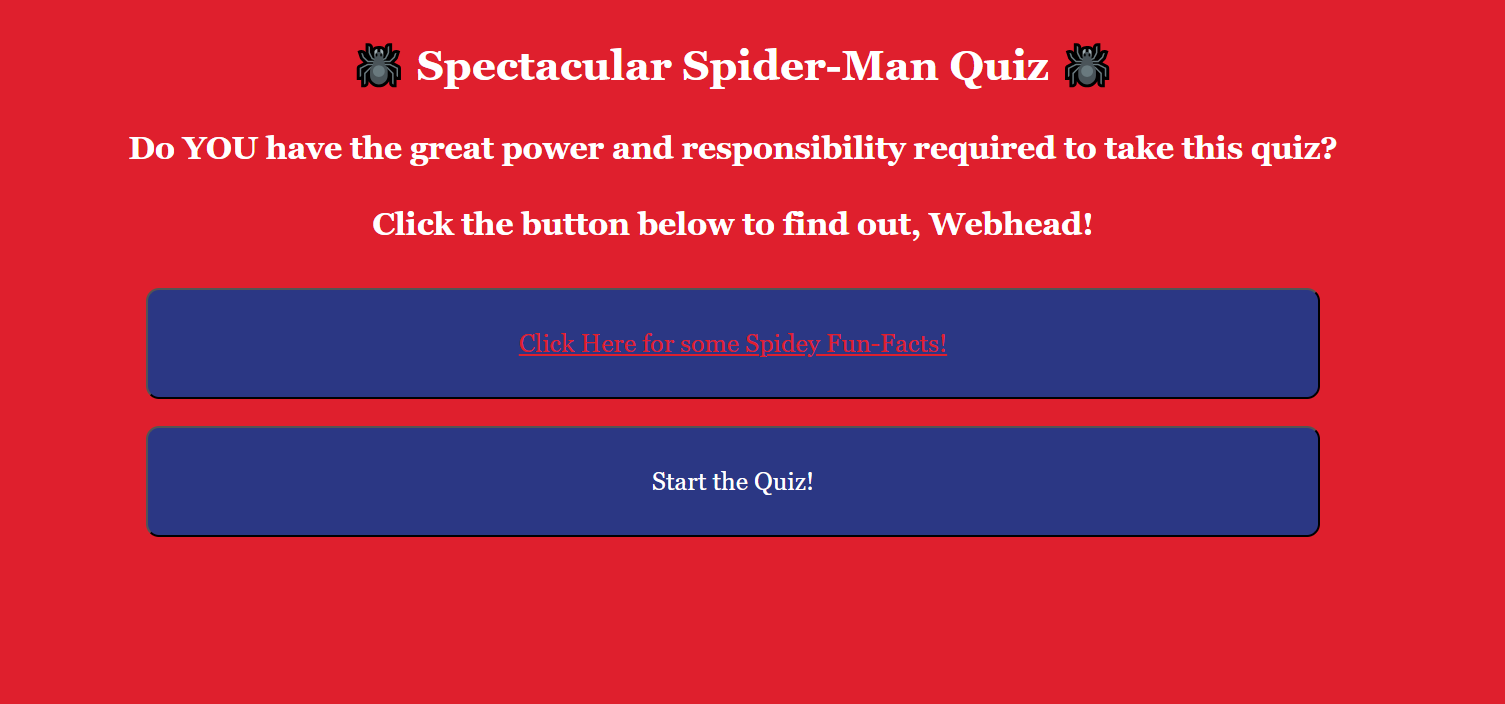 🕷 Spectacular Spider-Man Quiz 🕷
Do YOU have the great power and responsibility required to take this quiz?
Click the button below to find out, Webhead!
Click Here for some Spidey Fun-Facts!
Start the Quiz!